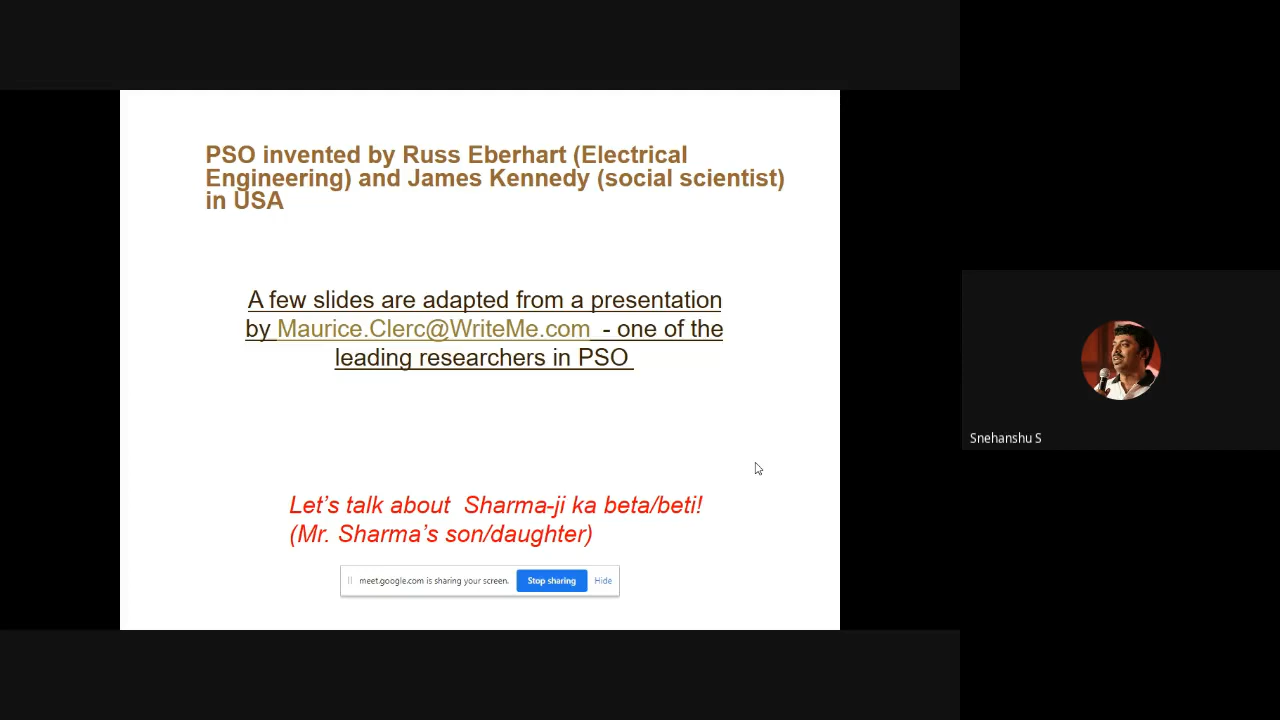 PSO invented by Russ Eberhart (Electrical
Engineering) and James Kennedy (social scientist)
in USA
A few slides are adapted from a presentation
by Maurice.Clerc@WriteMe.com - one of the
leading researchers in PSO
Let's talk about Sharma-ji ka beta/beti!
(Mr. Sharma's son/daughter)
meet.google.com is sharing your screen. Stop sharing Hide
Snehanshu S